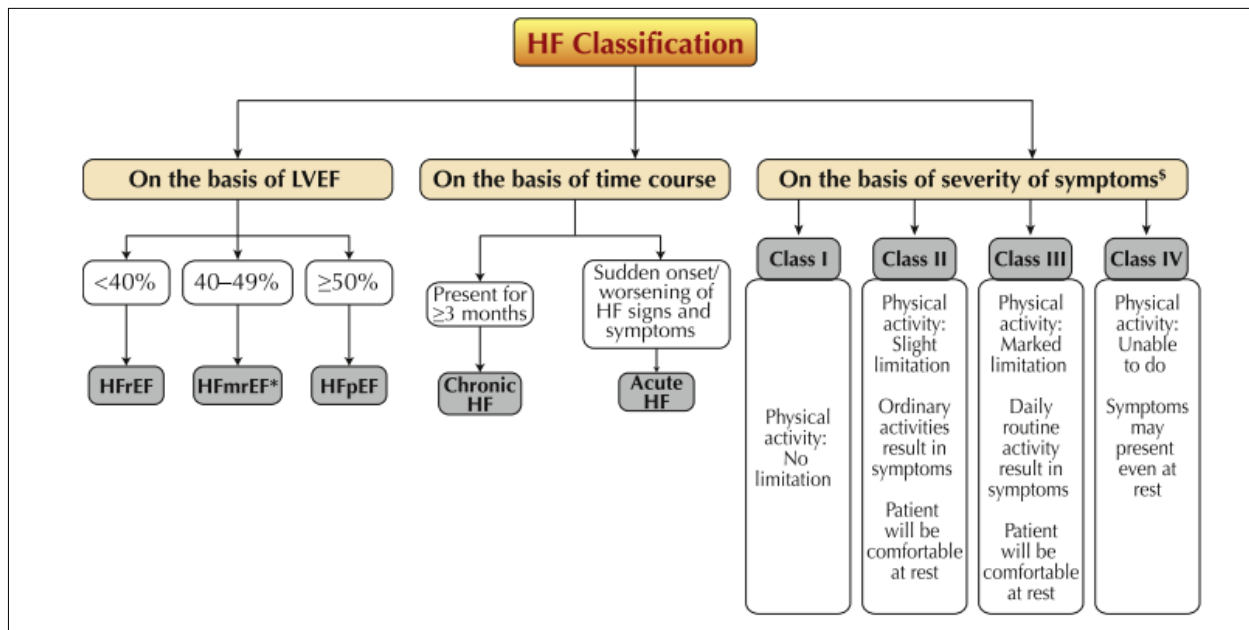 HF Classification
On the basis of LVEF
On the basis of time course
On the basis of severity of symptoms$
<40%
40–49%
≥50%
HFrEF
HFmrEF*
HFpEF
Present for
≥3 months
Chronic
HF
Sudden onset/
worsening of
HF signs and
symptoms
Acute
HF
Class I
Physical
activity:
No
limitation
Class II
Physical
activity:
Slight
limitation
Ordinary
activities
result in
symptoms
Patient
will be
comfortable
at rest
Class III
Physical
activity:
Marked
limitation
Daily
routine
activity
result in
symptoms
Patient
will be
comfortable
at rest
Class IV
Physical
activity:
Unable
to do
Symptoms
may
present
even at
rest